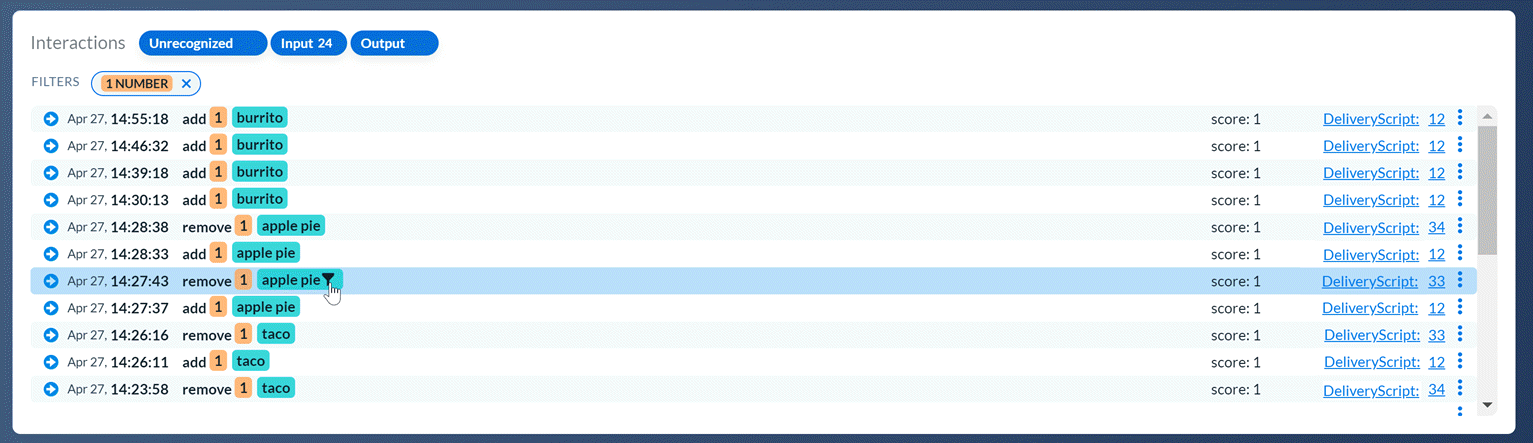 Interactions Unrecognized Input 24 Output
FILTERS 1 NUMBER ✕
Apr 27, 14:55:18 add 1 burrito score: 1 DeliveryScript: 12
Apr 27, 14:46:32 add 1 burrito score: 1 DeliveryScript: 12
Apr 27, 14:39:18 add 1 burrito score: 1 DeliveryScript: 12
Apr 27, 14:30:13 add 1 burrito score: 1 DeliveryScript: 12
Apr 27, 14:28:38 remove 1 apple pie score: 1 DeliveryScript: 34
Apr 27, 14:28:33 add 1 apple pie score: 1 DeliveryScript: 12
Apr 27, 14:27:43 remove 1 apple pie score: 1 DeliveryScript: 33
Apr 27, 14:27:37 add 1 apple pie score: 1 DeliveryScript: 12
Apr 27, 14:26:16 remove 1 taco score: 1 DeliveryScript: 33
Apr 27, 14:26:11 add 1 taco score: 1 DeliveryScript: 12
Apr 27, 14:23:58 remove 1 taco score: 1 DeliveryScript: 34